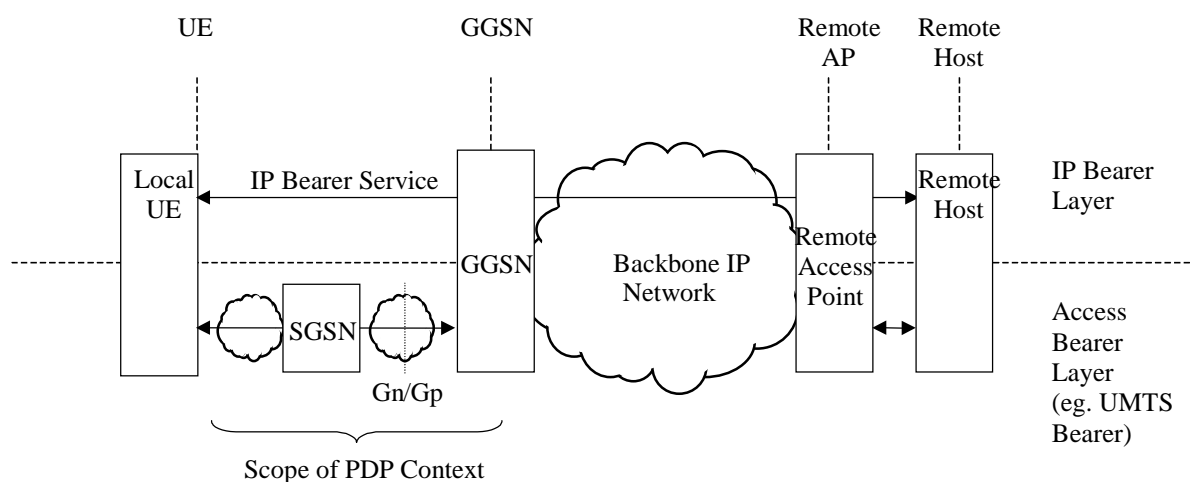 UE
GGSN
Remote
AP
Remote
Host
Local
UE
IP Bearer Service
GGSN
Backbone IP
Network
Remote
Access
Point
Remote
Host
IP Bearer
Layer
SGSN
Gn/Gp
Scope of PDP Context
Access
Bearer
Layer
(eg. UMTS
Bearer)